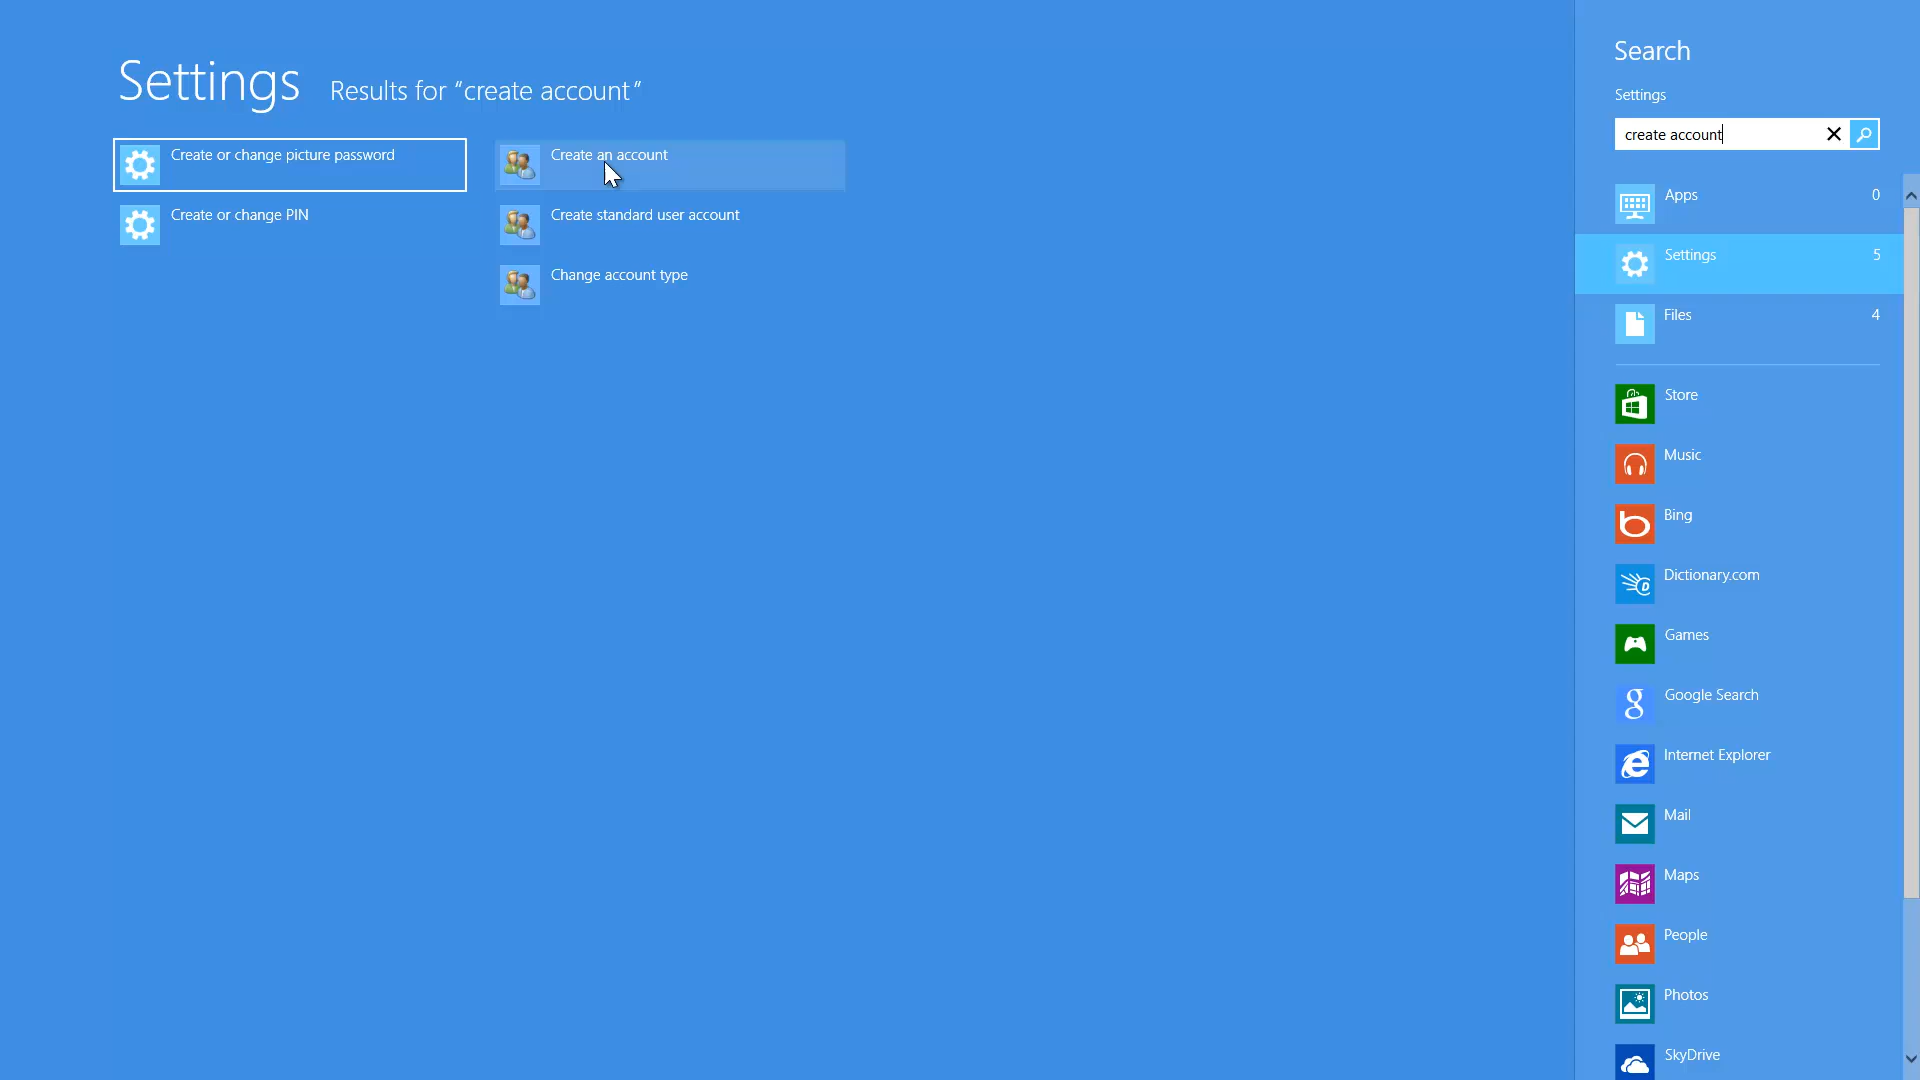 Settings Results for “create account”
Create or change picture password
Create or change PIN
Create an account
Create standard user account
Change account type
Search
Settings
create account
Apps 0
Settings 5
Files 4
Store
Music
Bing
Dictionary.com
Games
Google Search
Internet Explorer
Mail
Maps
People
Photos
SkyDrive